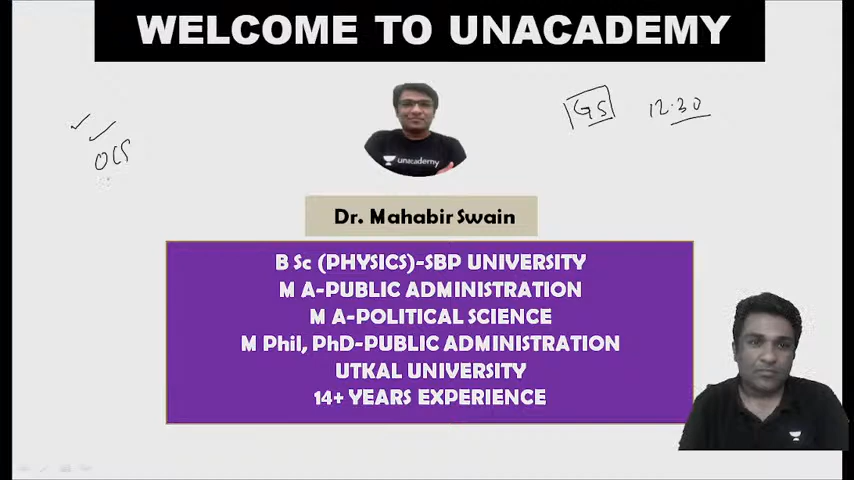 WELCOME TO UNACADEMY
GS 12.30
OCS
unacademy
Dr. Mahabir Swain
B Sc (PHYSICS)-SBP UNIVERSITY
M A-PUBLIC ADMINISTRATION
M A-POLITICAL SCIENCE
M Phil, PhD-PUBLIC ADMINISTRATION
UTKAL UNIVERSITY
14+ YEARS EXPERIENCE